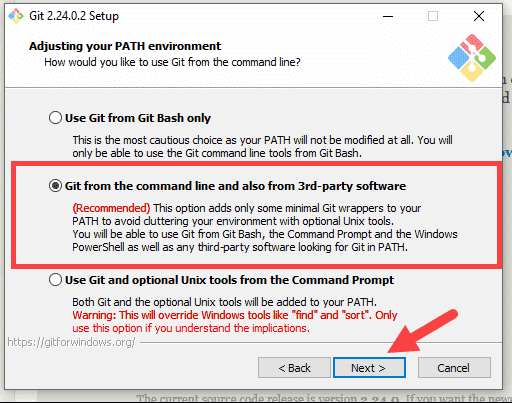 Git 2.24.0.2 Setup
Adjusting your PATH environment
How would you like to use Git from the command line?
Use Git from Git Bash only
This is the most cautious choice as your PATH will not be modified at all. You will
only be able to use the Git command line tools from Git Bash.
Git from the command line and also from 3rd-party software
(Recommended) This option adds only some minimal Git wrappers to your
PATH to avoid cluttering your environment with optional Unix tools.
You will be able to use Git from Git Bash, the Command Prompt and the Windows
PowerShell as well as any third-party software looking for Git in PATH.
Use Git and optional Unix tools from the Command Prompt
Both Git and the optional Unix tools will be added to your PATH.
Warning: This will override Windows tools like "find" and "sort". Only
use this option if you understand the implications.
https://gitforwindows.org/
< Back
Next >
Cancel
The current source code release is version 2.24.0. If you want the newe